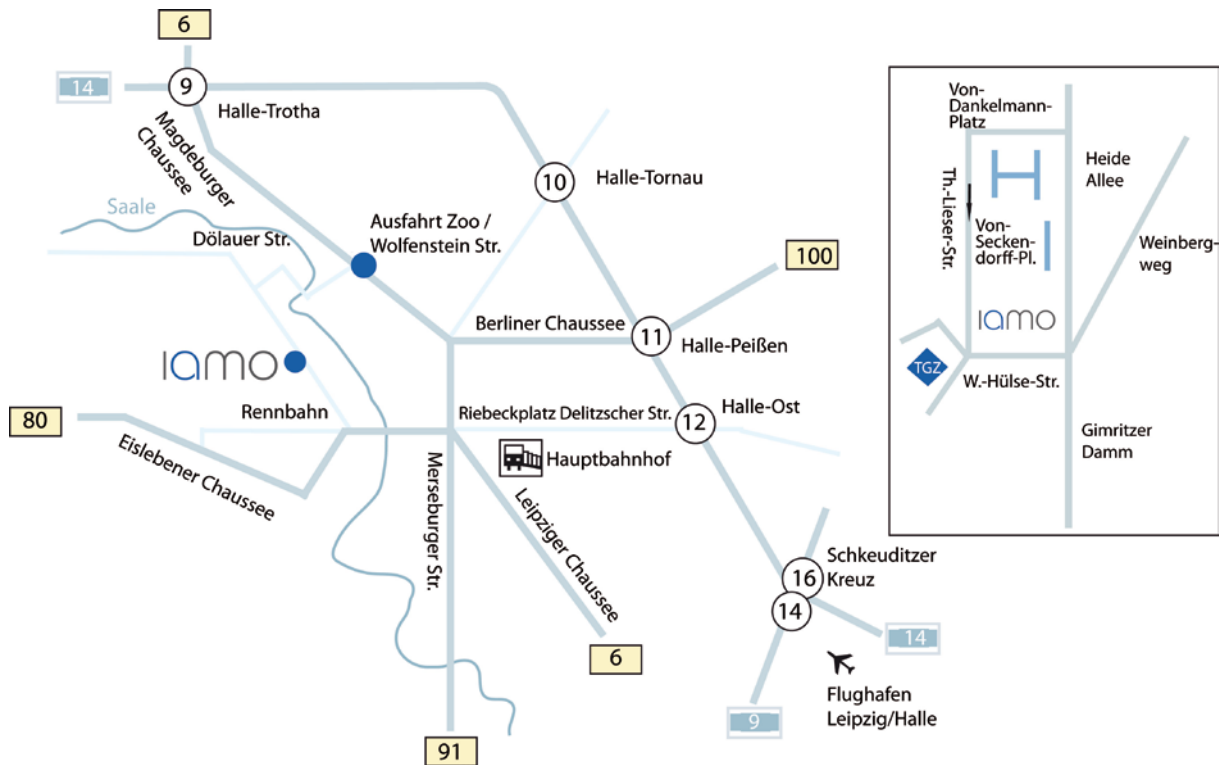 6
14
9
Halle-Trotha
Magdeburger
Chaussee
Saale
Dölauer Str.
Ausfahrt Zoo /
Wolfenstein Str.
10
Halle-Tornau
100
Berliner Chaussee
11
Halle-Peißen
iamo
Rennbahn
80
Eislebener Chaussee
Riebeckplatz Delitzscher Str.
12
Halle-Ost
Hauptbahnhof
Merseburger Str.
Leipziger Chaussee
6
91
Schkeuditzer
Kreuz
16
14
14
9
Flughafen
Leipzig/Halle
Von-
Dankelmann-
Platz
Heide
Allee
Th.-Lieser-Str.
Von-
Secken-
dorff-Pl.
Weinberg-
weg
iamo
TGZ
W.-Hülse-Str.
Gimritzer
Damm